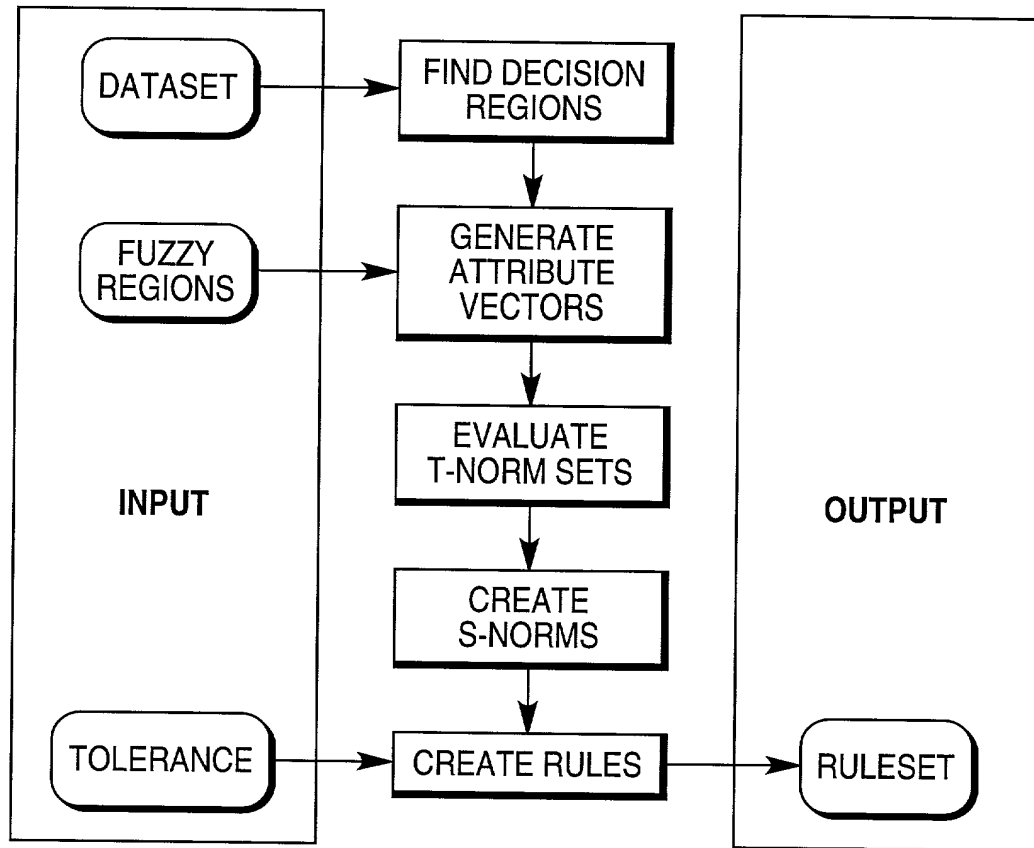 DATASET
FIND DECISION
REGIONS
FUZZY
REGIONS
GENERATE
ATTRIBUTE
VECTORS
EVALUATE
T-NORM SETS
INPUT
OUTPUT
CREATE
S-NORMS
TOLERANCE
CREATE RULES
RULESET